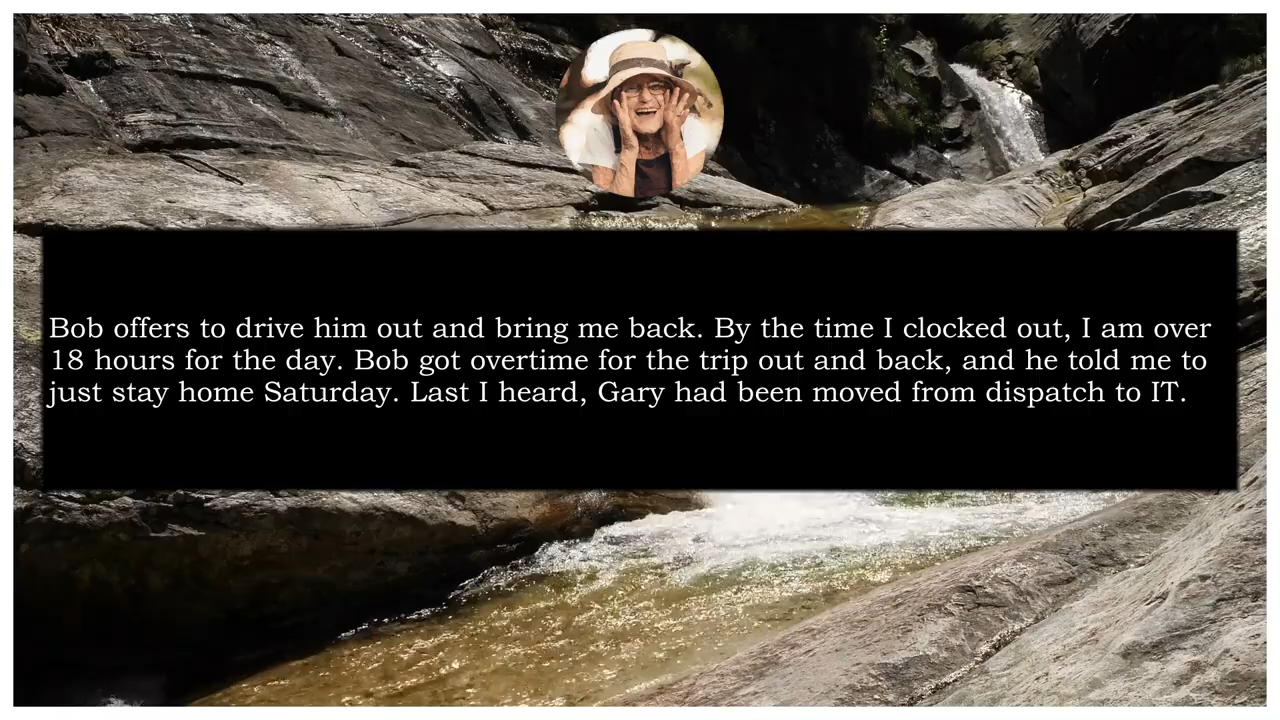 Bob offers to drive him out and bring me back. By the time I clocked out, I am over
18 hours for the day. Bob got overtime for the trip out and back, and he told me to
just stay home Saturday. Last I heard, Gary had been moved from dispatch to IT.